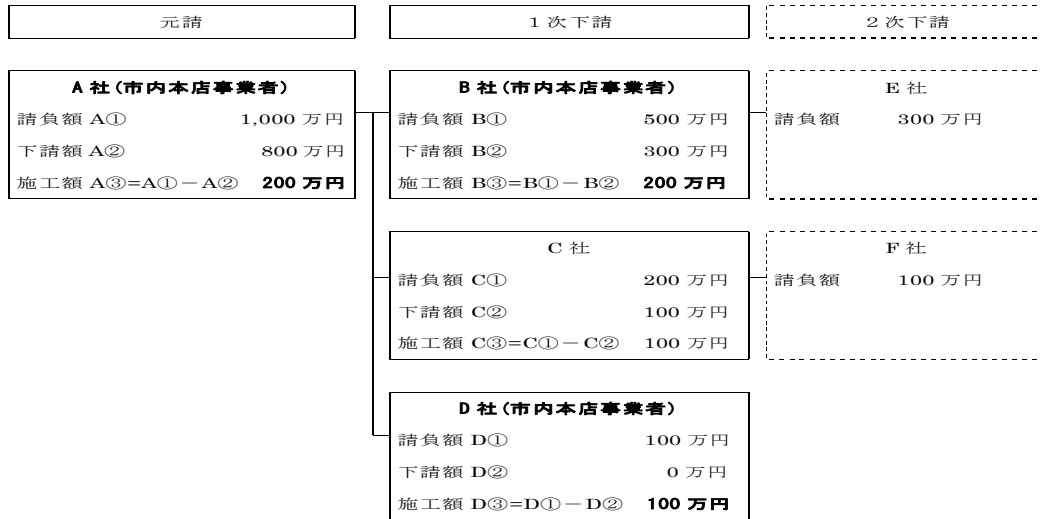 元請
1次下請
2次下請
A社(市内本店事業者)
請負額 A① 1,000万円
下請額 A② 800万円
施工額 A③=A①－A② 200万円
B社(市内本店事業者)
請負額 B① 500万円
下請額 B② 300万円
施工額 B③=B①－B② 200万円
E社
請負額 300万円
C社
請負額 C① 200万円
下請額 C② 100万円
施工額 C③=C①－C② 100万円
F社
請負額 100万円
D社(市内本店事業者)
請負額 D① 100万円
下請額 D② 0万円
施工額 D③=D①－D② 100万円